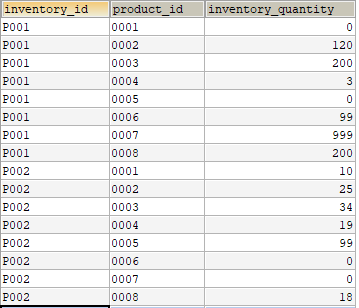 inventory_id product_id inventory_quantity
P001 0001 0
P001 0002 120
P001 0003 200
P001 0004 3
P001 0005 0
P001 0006 99
P001 0007 999
P001 0008 200
P002 0001 10
P002 0002 25
P002 0003 34
P002 0004 19
P002 0005 99
P002 0006 0
P002 0007 0
P002 0008 18